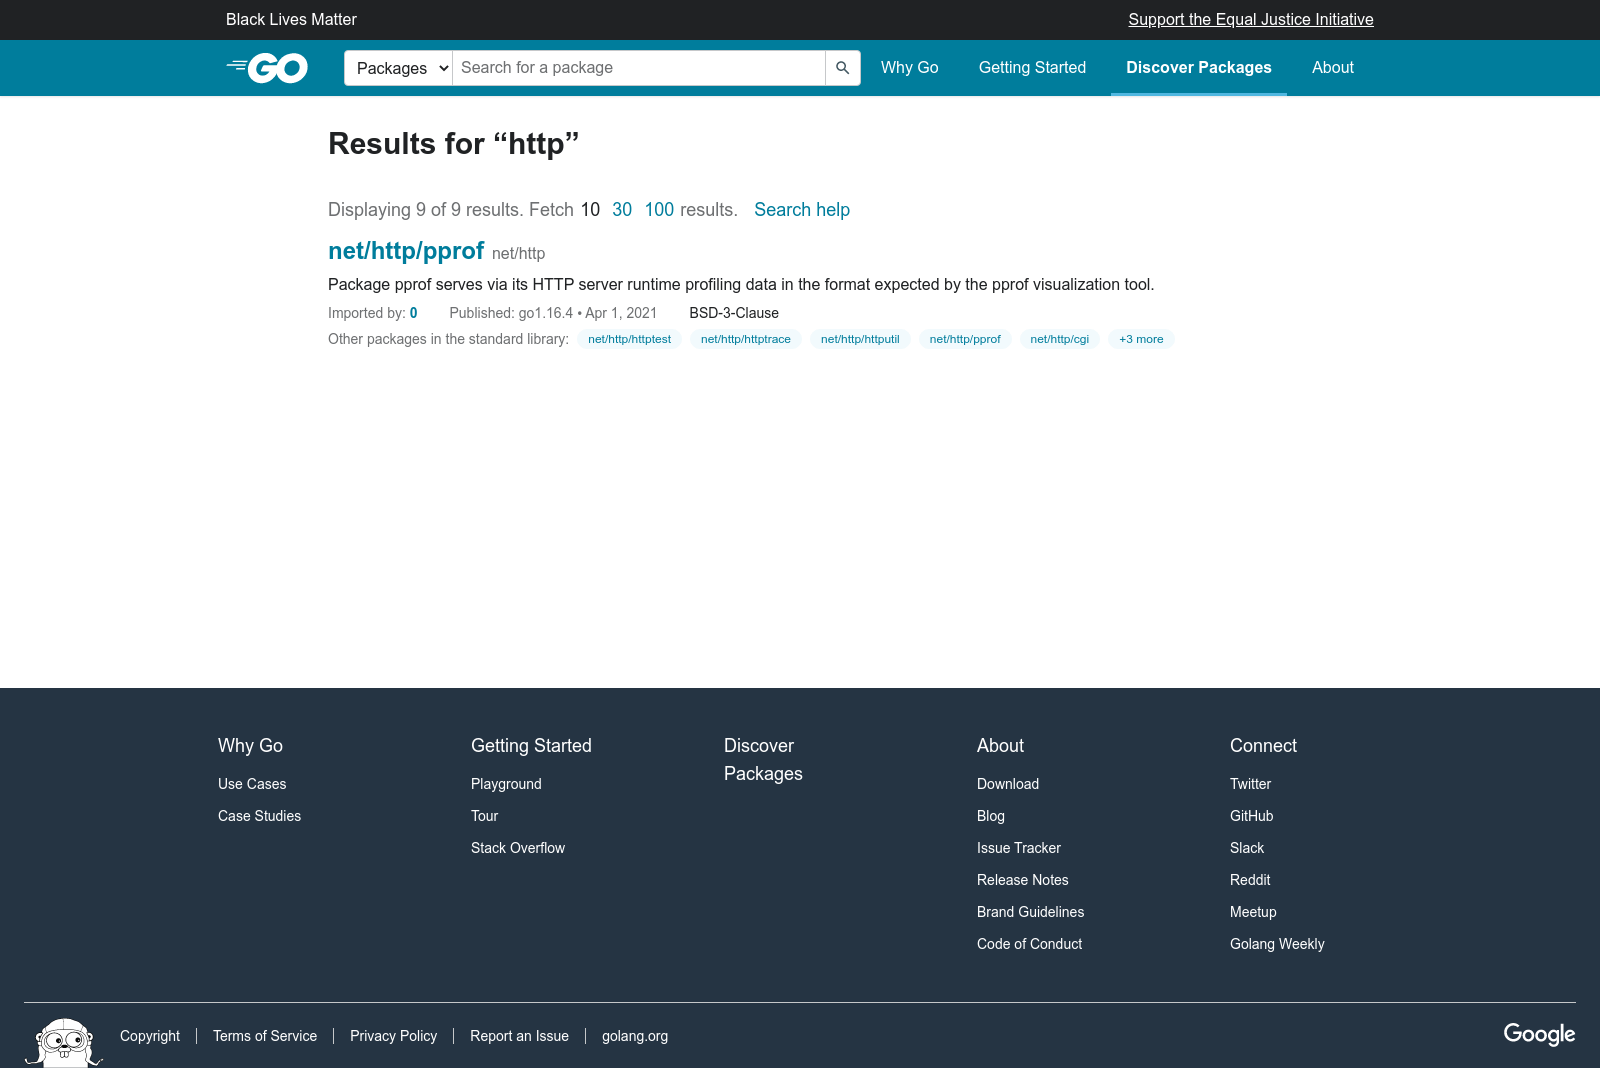 Black Lives Matter
Support the Equal Justice Initiative
GO
Packages
Search for a package
Why Go
Getting Started
Discover Packages
About
Results for “http”
Displaying 9 of 9 results. Fetch 10 30 100 results. Search help
net/http/pprof net/http
Package pprof serves via its HTTP server runtime profiling data in the format expected by the pprof visualization tool.
Imported by: 0 Published: go1.16.4 • Apr 1, 2021 BSD-3-Clause
Other packages in the standard library: net/http/httptest net/http/httptrace net/http/httputil net/http/pprof net/http/cgi +3 more
Why Go
Use Cases
Case Studies
Getting Started
Playground
Tour
Stack Overflow
Discover
Packages
About
Download
Blog
Issue Tracker
Release Notes
Brand Guidelines
Code of Conduct
Connect
Twitter
GitHub
Slack
Reddit
Meetup
Golang Weekly
Copyright
Terms of Service
Privacy Policy
Report an Issue
golang.org
Google